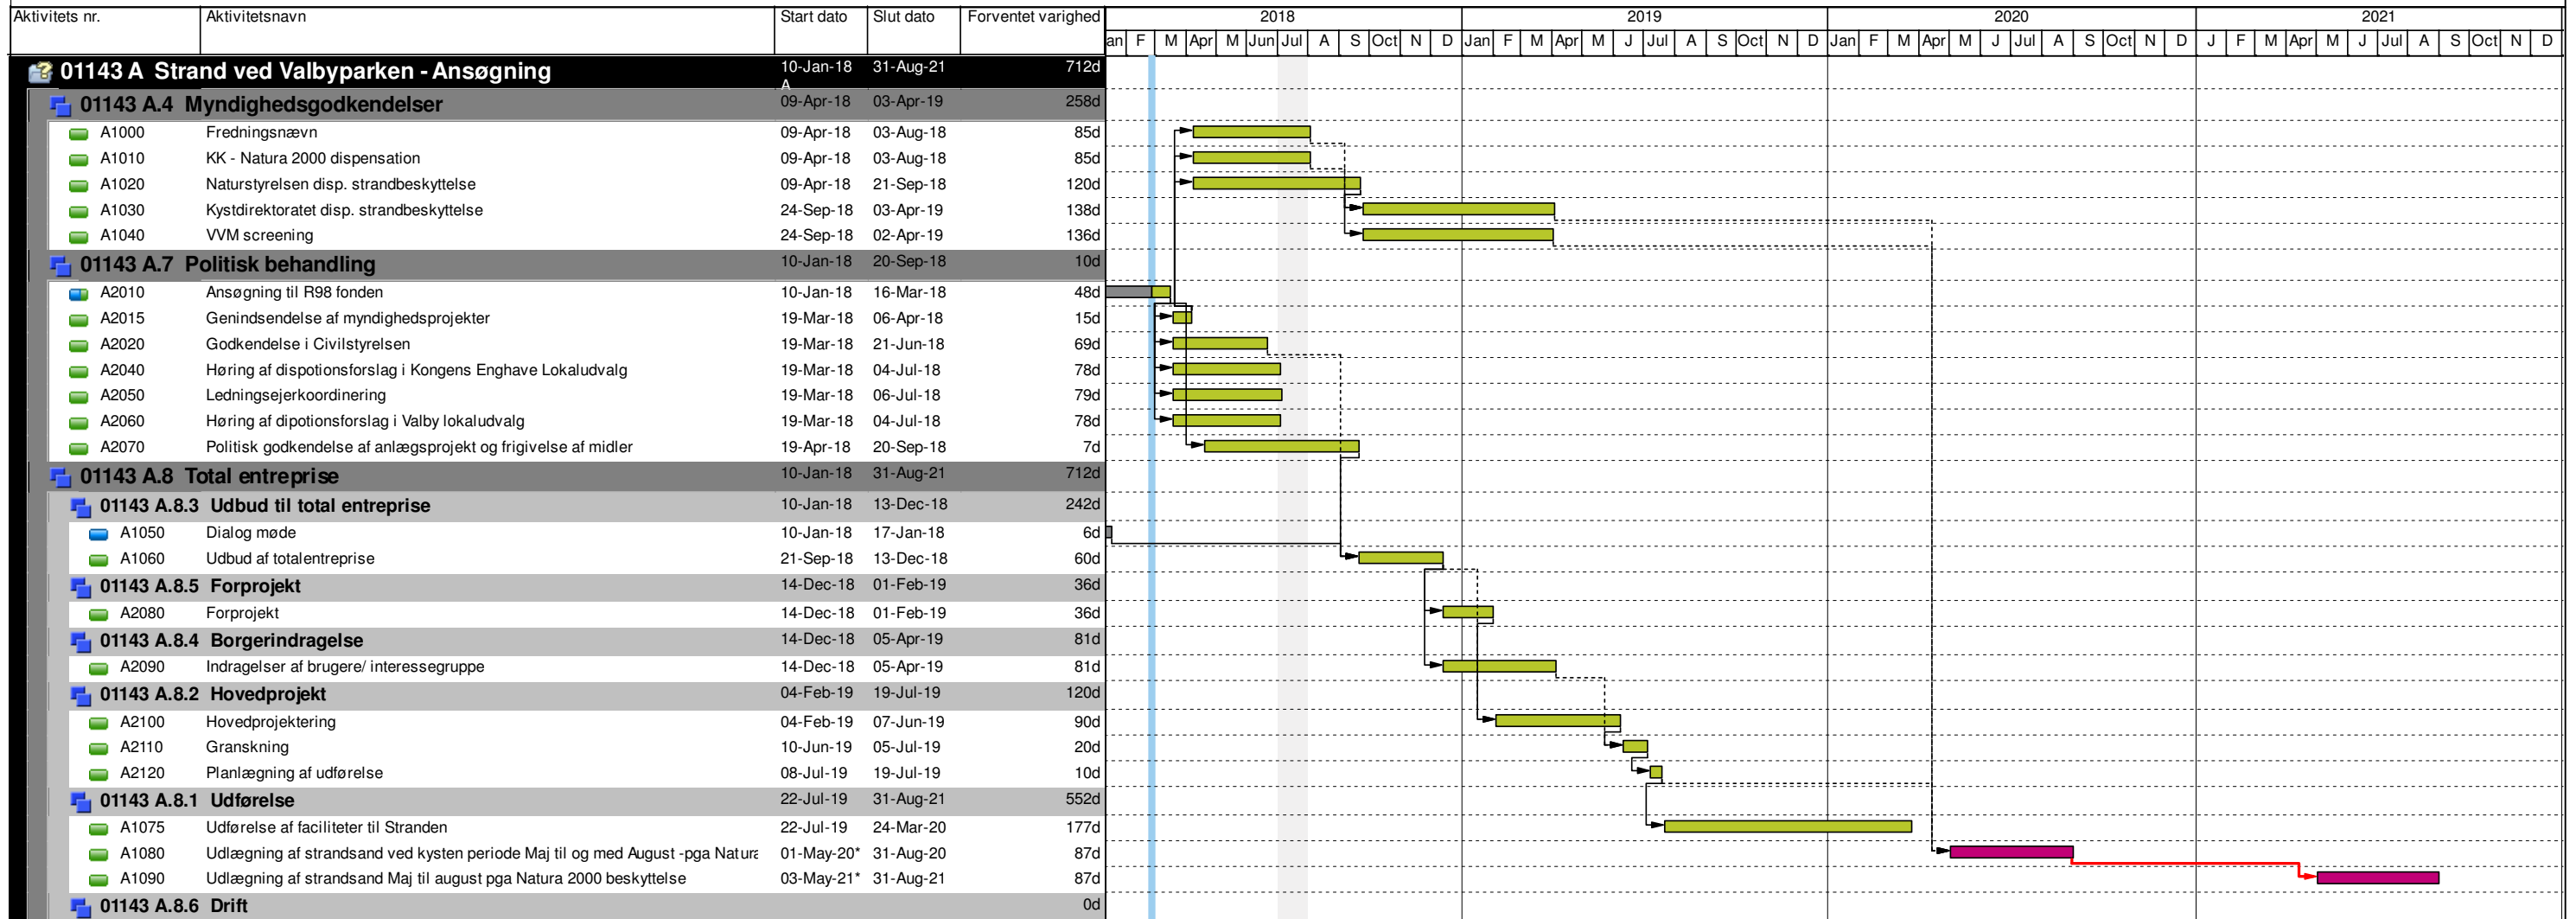 Aktivitets nr. Aktivitetsnavn Start dato Slut dato Forventet varighed 2018 2019 2020 2021
an F M Apr M Jun Jul A S Oct N D Jan F M Apr M J Jul A S Oct N D Jan F M Apr M J Jul A S Oct N D J F M Apr M J Jul A S Oct N D
01143 A Strand ved Valbyparken - Ansøgning 10-Jan-18 A 31-Aug-21 712d
01143 A.4 Myndighedsgodkendelser 09-Apr-18 03-Apr-19 258d
A1000 Fredningsnævn 09-Apr-18 03-Aug-18 85d
A1010 KK - Natura 2000 dispensation 09-Apr-18 03-Aug-18 85d
A1020 Naturstyrelsen disp. strandbeskyttelse 09-Apr-18 21-Sep-18 120d
A1030 Kystdirektoratet disp. strandbeskyttelse 24-Sep-18 03-Apr-19 138d
A1040 VVM screening 24-Sep-18 02-Apr-19 136d
01143 A.7 Politisk behandling 10-Jan-18 20-Sep-18 10d
A2010 Ansøgning til R98 fonden 10-Jan-18 16-Mar-18 48d
A2015 Genindsendelse af myndighedsprojekter 19-Mar-18 06-Apr-18 15d
A2020 Godkendelse i Civilstyrelsen 19-Mar-18 21-Jun-18 69d
A2040 Høring af dispotionsforslag i Kongens Enghave Lokaludvalg 19-Mar-18 04-Jul-18 78d
A2050 Ledningsejerkoordinering 19-Mar-18 06-Jul-18 79d
A2060 Høring af dipotionsforslag i Valby lokaludvalg 19-Mar-18 04-Jul-18 78d
A2070 Politisk godkendelse af anlægsprojekt og frigivelse af midler 19-Apr-18 20-Sep-18 7d
01143 A.8 Total entreprise 10-Jan-18 31-Aug-21 712d
01143 A.8.3 Udbud til total entreprise 10-Jan-18 13-Dec-18 242d
A1050 Dialog møde 10-Jan-18 17-Jan-18 6d
A1060 Udbud af totalentreprise 21-Sep-18 13-Dec-18 60d
01143 A.8.5 Forprojekt 14-Dec-18 01-Feb-19 36d
A2080 Forprojekt 14-Dec-18 01-Feb-19 36d
01143 A.8.4 Borgerindragelse 14-Dec-18 05-Apr-19 81d
A2090 Indragelser af brugere/ interessegruppe 14-Dec-18 05-Apr-19 81d
01143 A.8.2 Hovedprojekt 04-Feb-19 19-Jul-19 120d
A2100 Hovedprojektering 04-Feb-19 07-Jun-19 90d
A2110 Granskning 10-Jun-19 05-Jul-19 20d
A2120 Planlægning af udførelse 08-Jul-19 19-Jul-19 10d
01143 A.8.1 Udførelse 22-Jul-19 31-Aug-21 552d
A1075 Udførelse af faciliteter til Stranden 22-Jul-19 24-Mar-20 177d
A1080 Udlægning af strandsand ved kysten periode Maj til og med August -pga Natura 01-May-20* 31-Aug-20 87d
A1090 Udlægning af strandsand Maj til august pga Natura 2000 beskyttelse 03-May-21* 31-Aug-21 87d
01143 A.8.6 Drift 0d